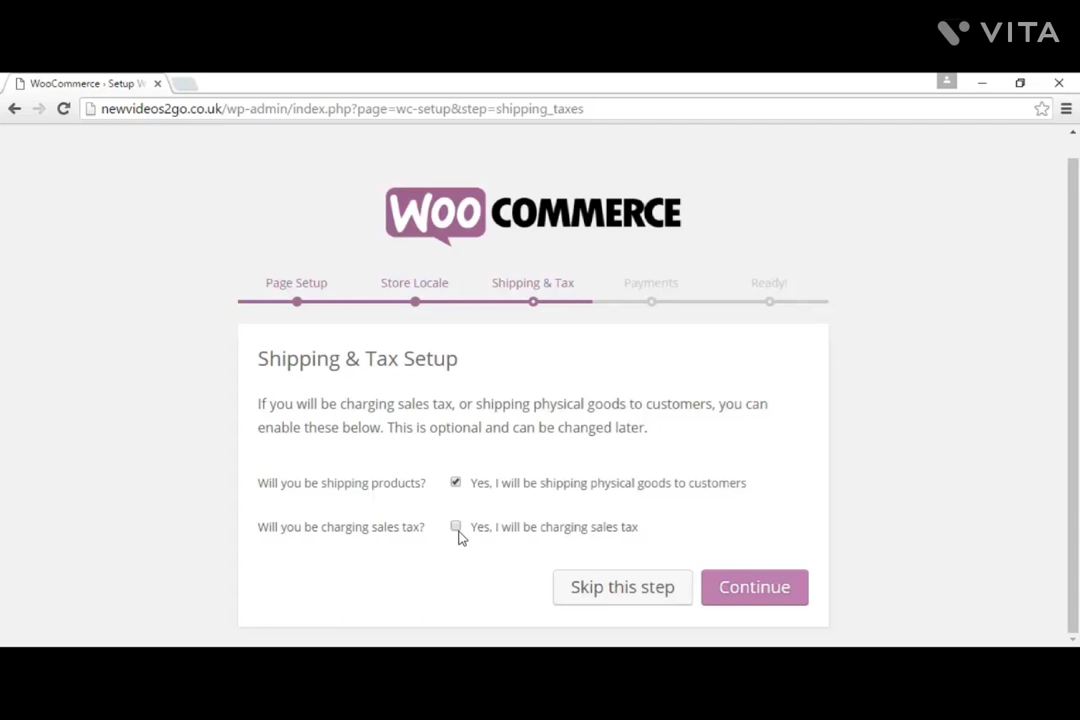 VITA
WooCommerce › Setup W
newvideos2go.co.uk/wp-admin/index.php?page=wc-setup&step=shipping_taxes
WOOCOMMERCE
Page Setup Store Locale Shipping & Tax Payments Ready!
Shipping & Tax Setup
If you will be charging sales tax, or shipping physical goods to customers, you can
enable these below. This is optional and can be changed later.
Will you be shipping products? Yes, I will be shipping physical goods to customers
Will you be charging sales tax? Yes, I will be charging sales tax
Skip this step Continue